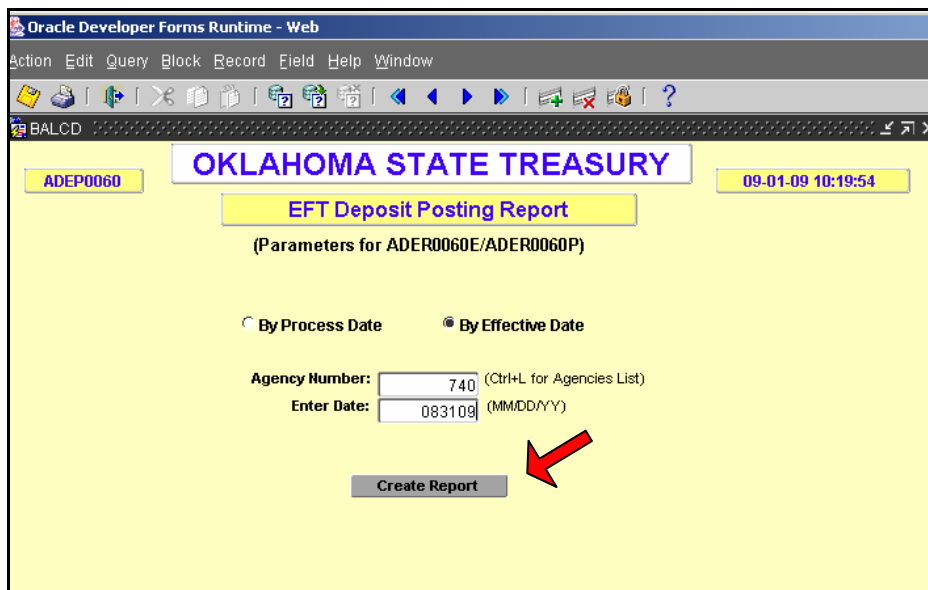 Oracle Developer Forms Runtime - Web
Action Edit Query Block Record Field Help Window
BALCD
OKLAHOMA STATE TREASURY
ADEP0060
09-01-09 10:19:54
EFT Deposit Posting Report
(Parameters for ADER0060E/ADER0060P)
By Process Date By Effective Date
Agency Number: 740 (Ctrl+L for Agencies List)
Enter Date: 083109 (MM/DD/YY)
Create Report